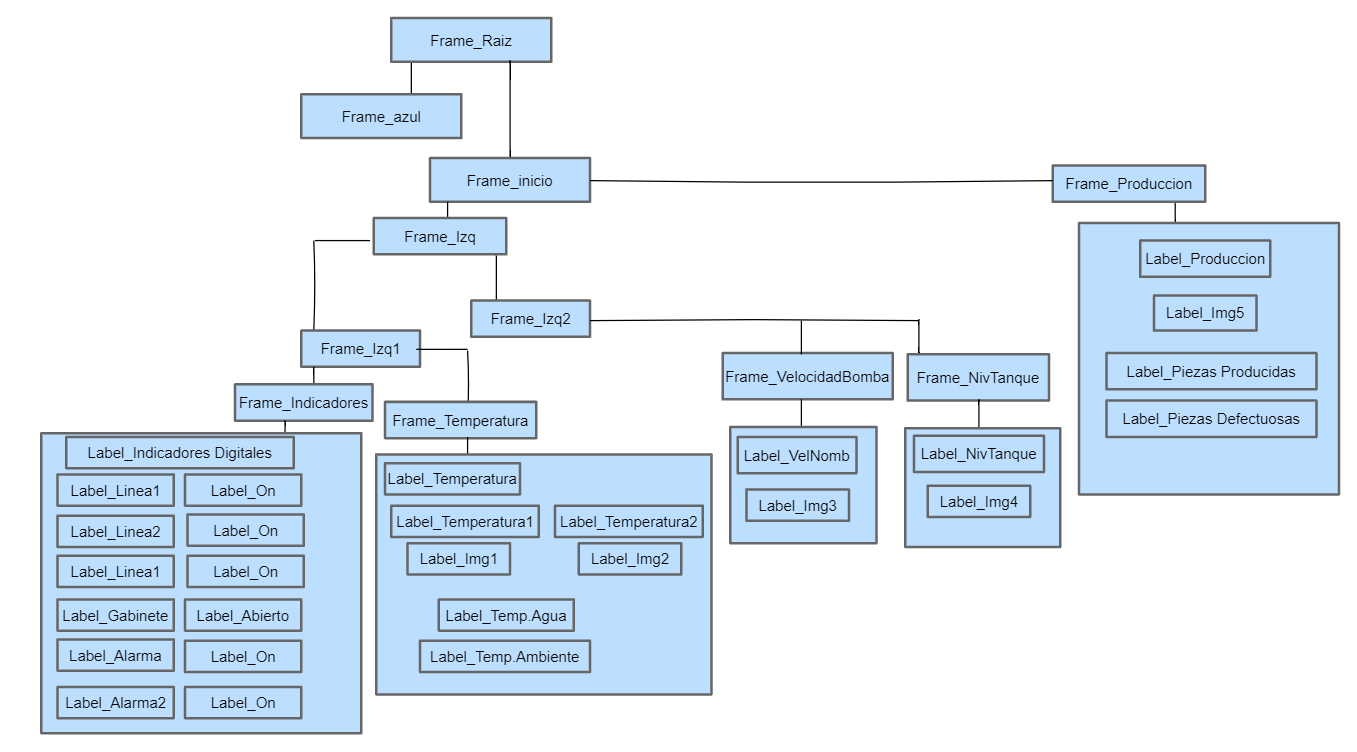 Frame_Raiz
Frame_azul
Frame_inicio
Frame_Produccion
Frame_Izq
Label_Produccion
Label_Img5
Frame_Izq2
Frame_Izq1
Label_Piezas Producidas
Frame_VelocidadBomba
Frame_NivTanque
Frame_Indicadores
Frame_Temperatura
Label_Piezas Defectuosas
Label_Indicadores Digitales
Label_Linea1 Label_On
Label_Linea2 Label_On
Label_Linea1 Label_On
Label_Gabinete Label_Abierto
Label_Alarma Label_On
Label_Alarma2 Label_On
Label_Temperatura
Label_Temperatura1 Label_Temperatura2
Label_Img1 Label_Img2
Label_Temp.Agua
Label_Temp.Ambiente
Label_VelNomb
Label_Img3
Label_NivTanque
Label_Img4